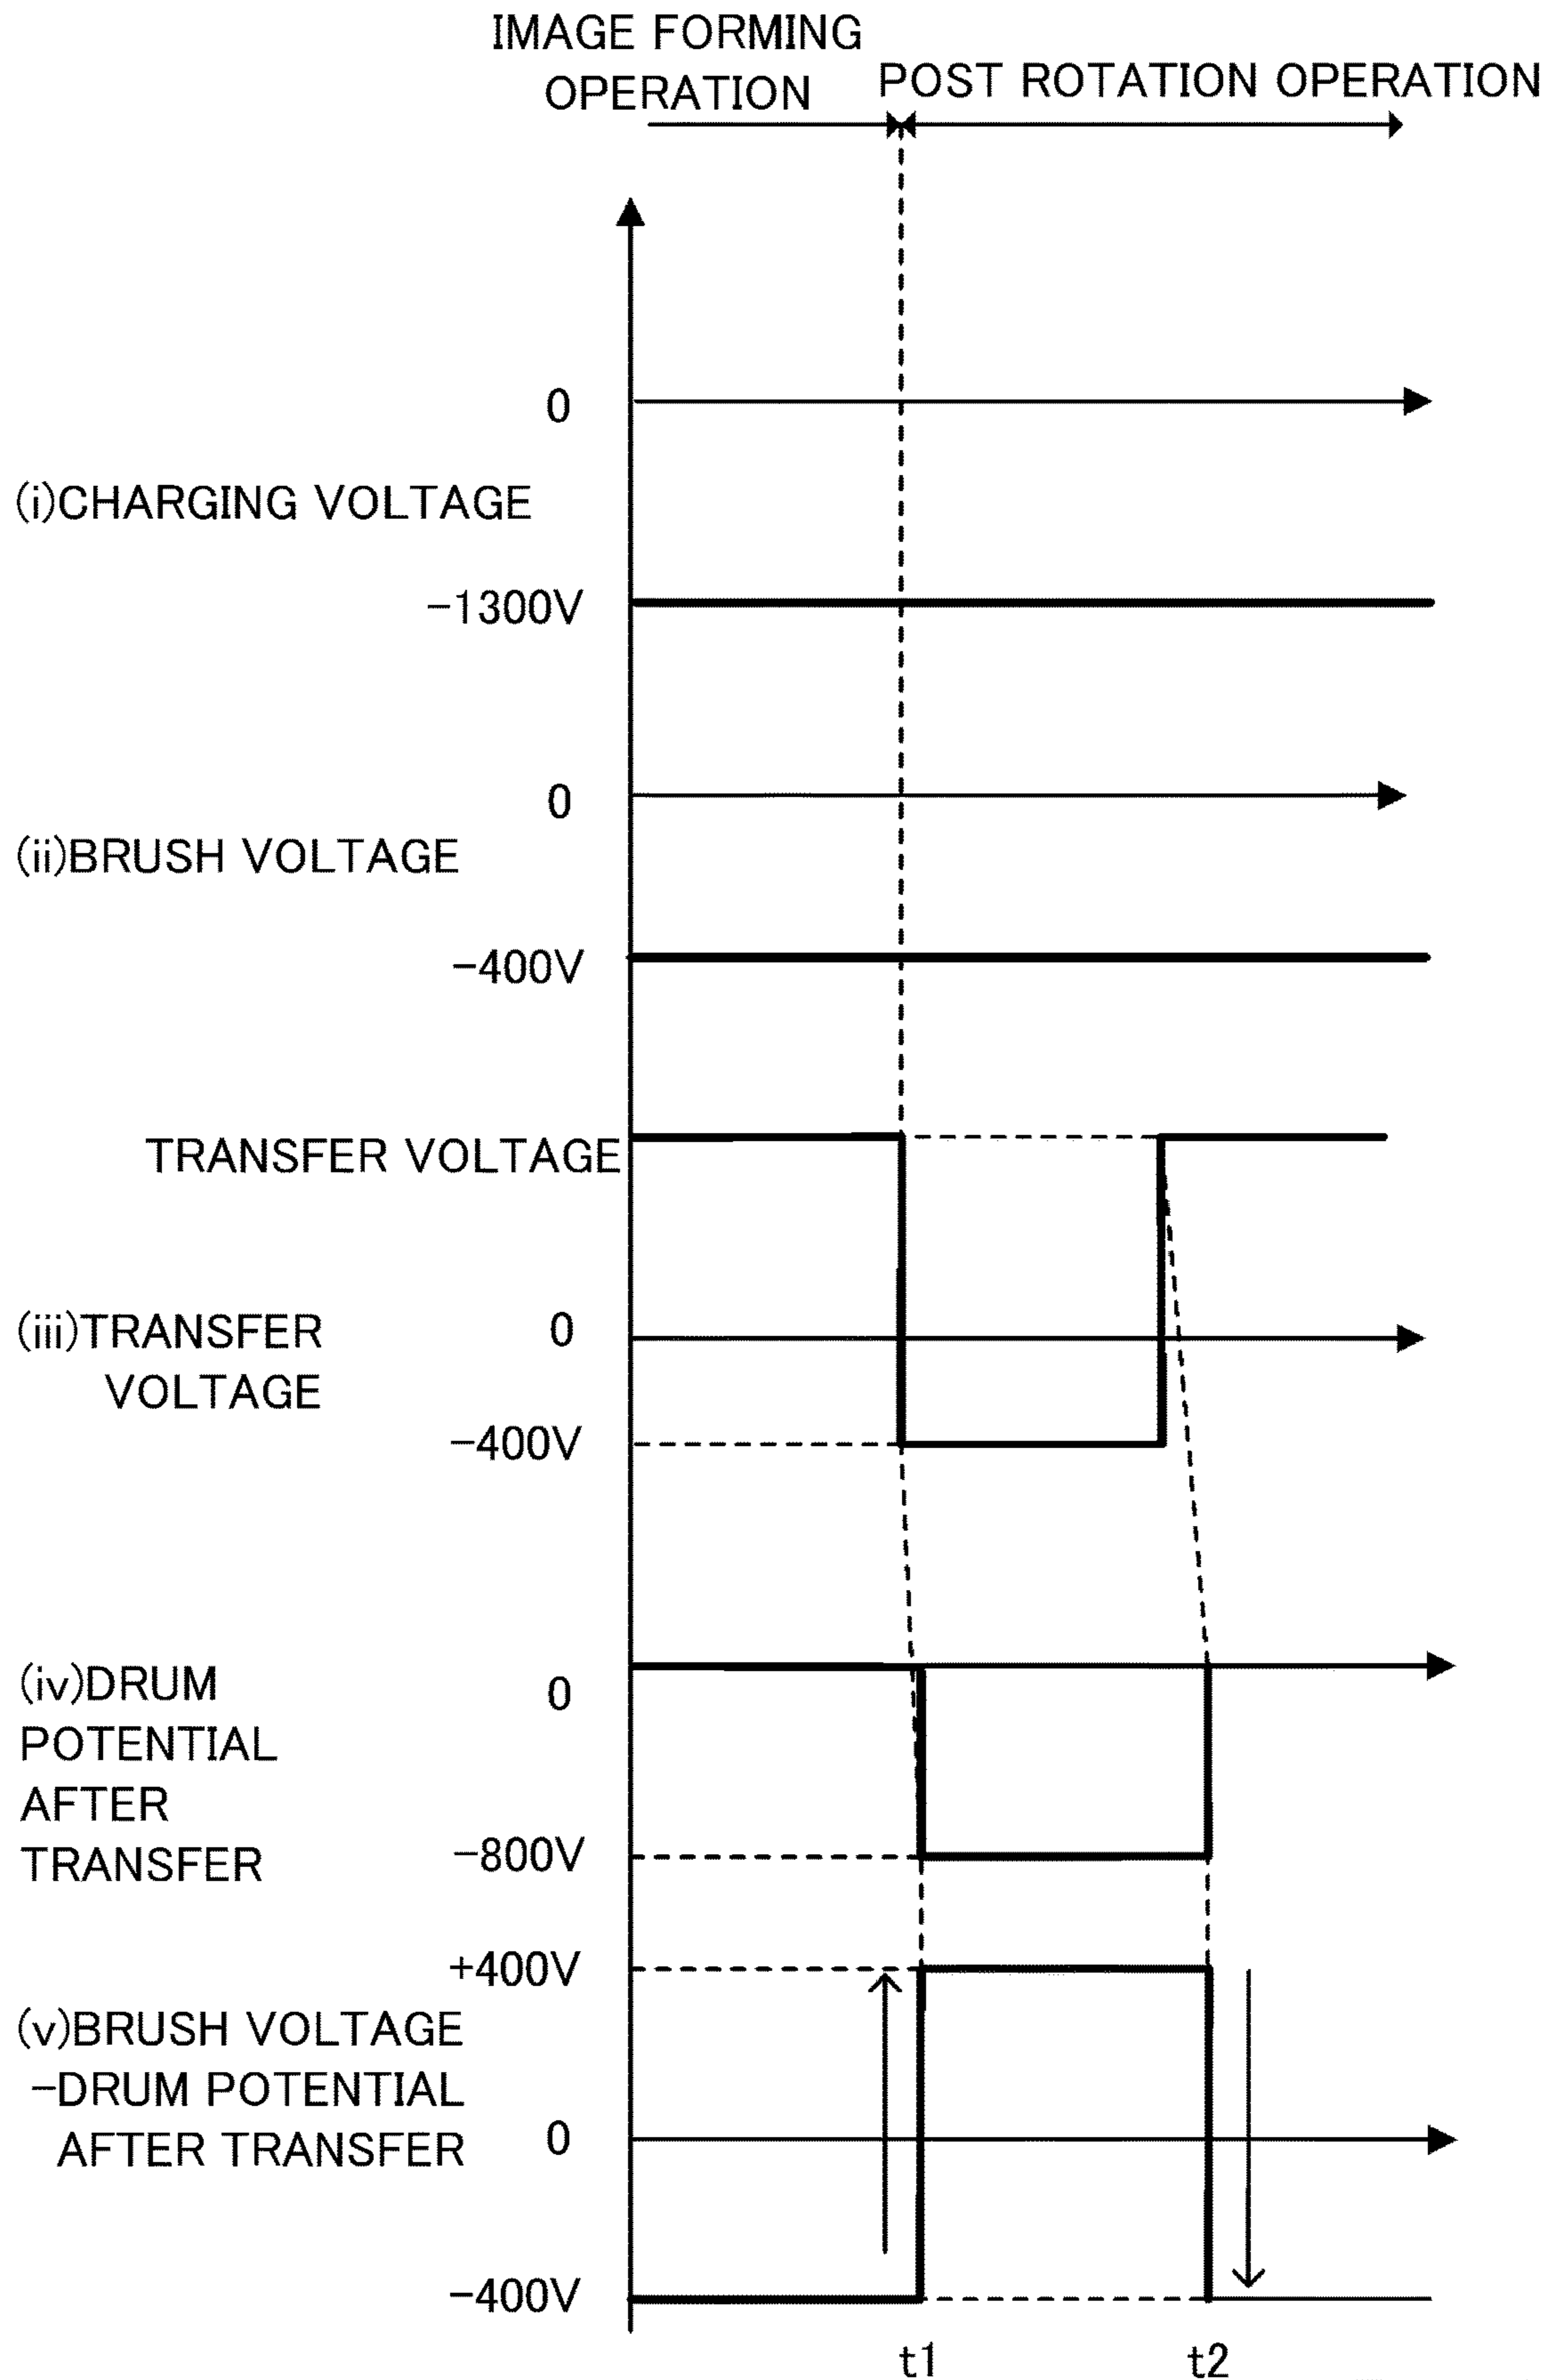 IMAGE FORMING
OPERATION
POST ROTATION OPERATION
0
(i)CHARGING VOLTAGE
−1300V
0
(ii)BRUSH VOLTAGE
−400V
TRANSFER VOLTAGE
(iii)TRANSFER
VOLTAGE
0
−400V
(iv)DRUM
POTENTIAL
AFTER
TRANSFER
0
−800V
+400V
(v)BRUSH VOLTAGE
−DRUM POTENTIAL
AFTER TRANSFER
0
−400V
t1
t2